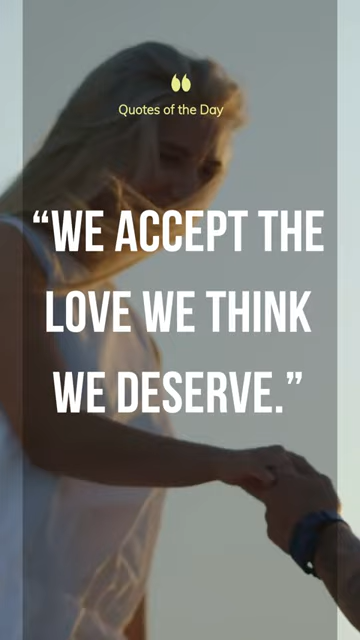 Quotes of the Day
“WE ACCEPT THE
LOVE WE THINK
WE DESERVE.”